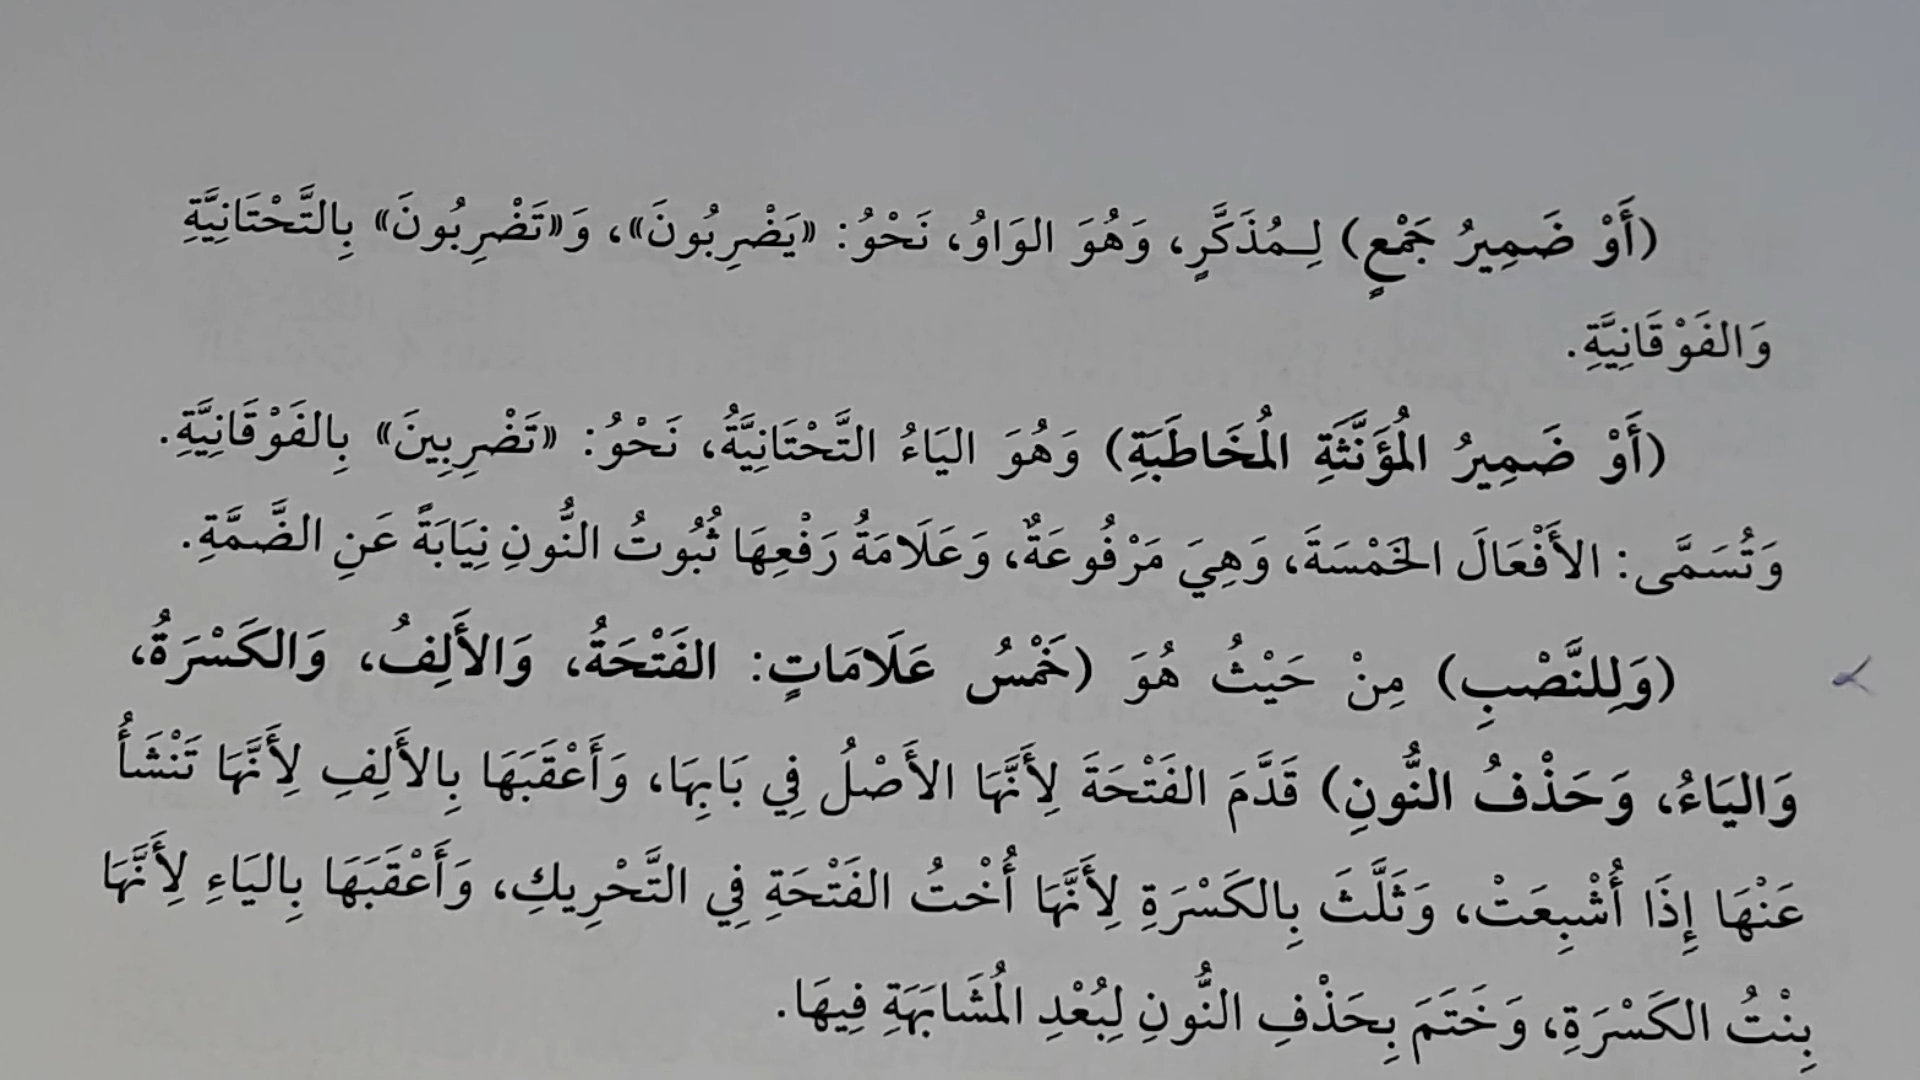 (أَوْ ضَمِيرُ جَمْعٍ) لِـمُذَكَّرٍ، وَهُوَ الوَاوُ، نَحْوُ: «يَضْرِبُونَ»، وَ«تَضْرِبُونَ» بِالتَّحْتَانِيَّةِ
وَالفَوْقَانِيَّةِ.
(أَوْ ضَمِيرُ المُؤَنَّثَةِ المُخَاطَبَةِ) وَهُوَ اليَاءُ التَّحْتَانِيَّةُ، نَحْوُ: «تَضْرِبِينَ» بِالفَوْقَانِيَّةِ.
وَتُسَمَّى: الأَفْعَالَ الخَمْسَةَ، وَهِيَ مَرْفُوعَةٌ، وَعَلَامَةُ رَفْعِهَا ثُبُوتُ النُّونِ نِيَابَةً عَنِ الضَّمَّةِ.
(وَلِلنَّصْبِ) مِنْ حَيْثُ هُوَ (خَمْسُ عَلَامَاتٍ: الفَتْحَةُ، وَالأَلِفُ، وَالكَسْرَةُ،
وَاليَاءُ، وَحَذْفُ النُّونِ) قَدَّمَ الفَتْحَةَ لِأَنَّهَا الأَصْلُ فِي بَابِهَا، وَأَعْقَبَهَا بِالأَلِفِ لِأَنَّهَا تَنْشَأُ
عَنْهَا إِذَا أُشْبِعَتْ، وَثَلَّثَ بِالكَسْرَةِ لِأَنَّهَا أُخْتُ الفَتْحَةِ فِي التَّحْرِيكِ، وَأَعْقَبَهَا بِاليَاءِ لِأَنَّهَا
بِنْتُ الكَسْرَةِ، وَخَتَمَ بِحَذْفِ النُّونِ لِبُعْدِ المُشَابَهَةِ فِيهَا.